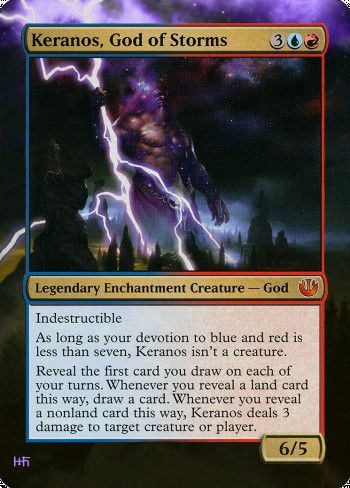 Keranos, God of Storms 3
Legendary Enchantment Creature — God
Indestructible
As long as your devotion to blue and red is
less than seven, Keranos isn't a creature.
Reveal the first card you draw on each of
your turns. Whenever you reveal a land card
this way, draw a card. Whenever you reveal
a nonland card this way, Keranos deals 3
damage to target creature or player.
6/5